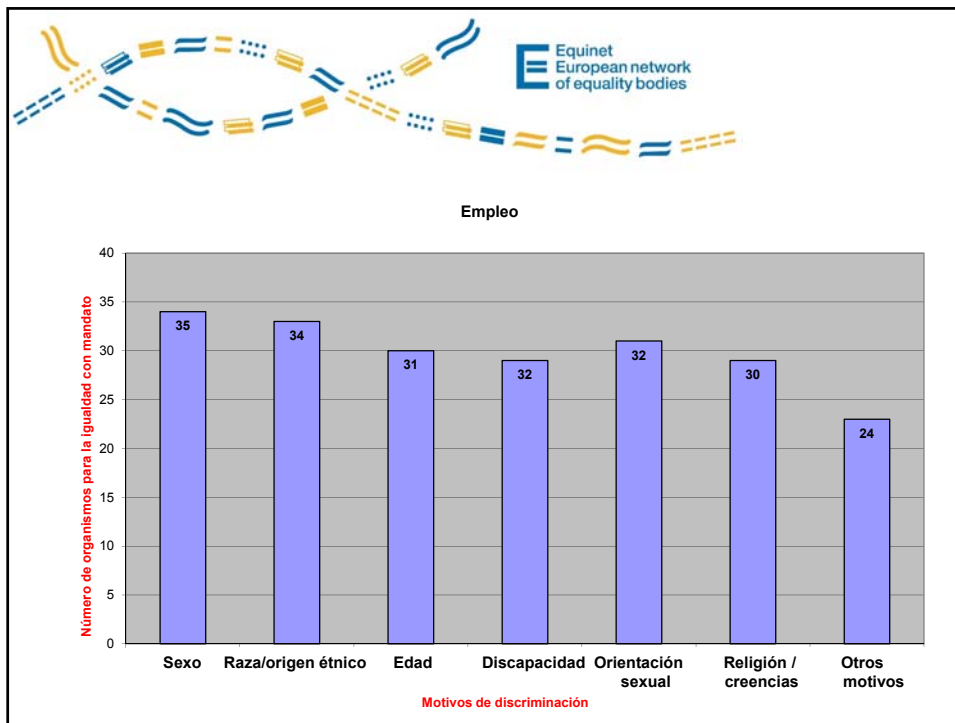 Equinet
European network
of equality bodies
Empleo
Número de organismos para la igualdad con mandato
40
35
30
25
20
15
10
5
0
35
34
31
32
32
30
24
Sexo Raza/origen étnico Edad Discapacidad Orientación sexual Religión / creencias Otros motivos
Motivos de discriminación